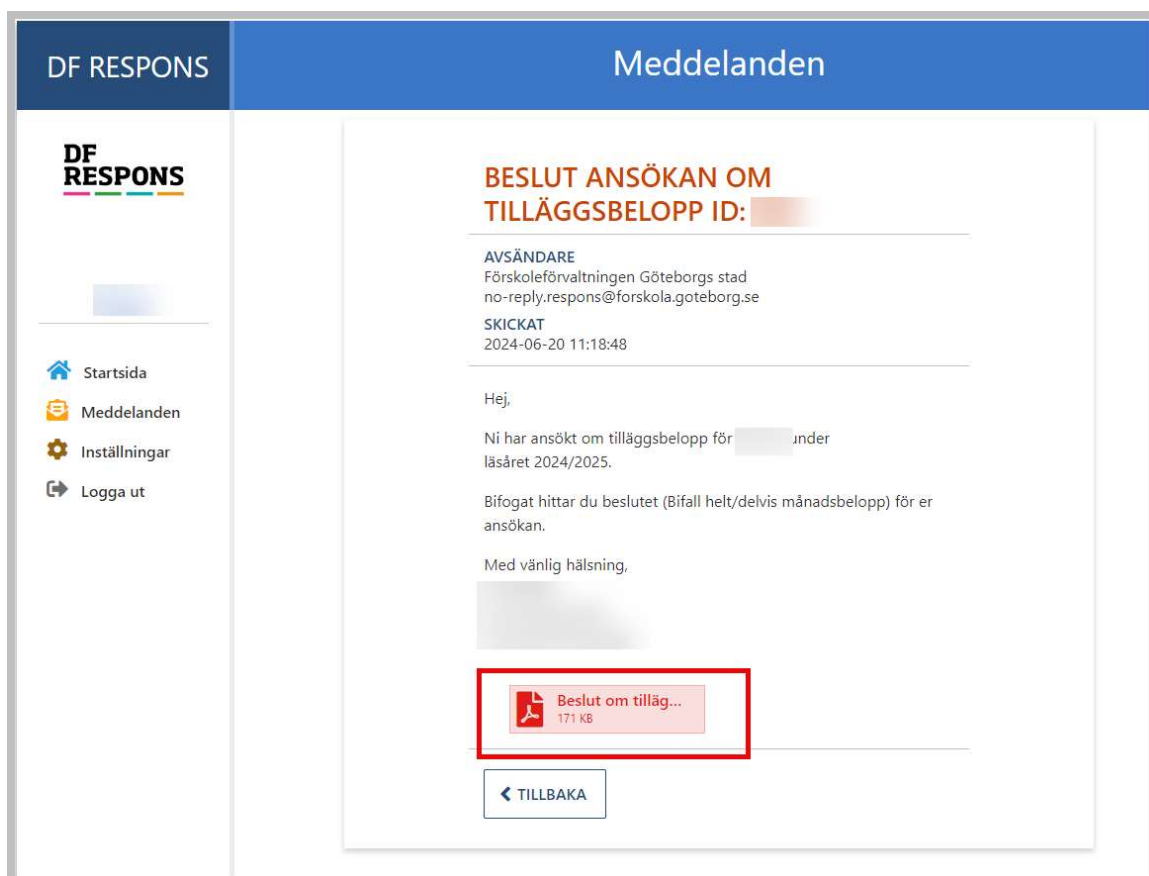 DF RESPONS
Meddelanden
DF
RESPONS
Startsida
Meddelanden
Inställningar
Logga ut
BESLUT ANSÖKAN OM
TILLÄGGSBELOPP ID:
AVSÄNDARE
Förskoleförvaltningen Göteborgs stad
no-reply.respons@forskola.goteborg.se
SKICKAT
2024-06-20 11:18:48
Hej,
Ni har ansökt om tilläggsbelopp för under
läsåret 2024/2025.
Bifogat hittar du beslutet (Bifall helt/delvis månadsbelopp) för er
ansökan.
Med vänlig hälsning,
Beslut om tilläg...
171 KB
TILLBAKA